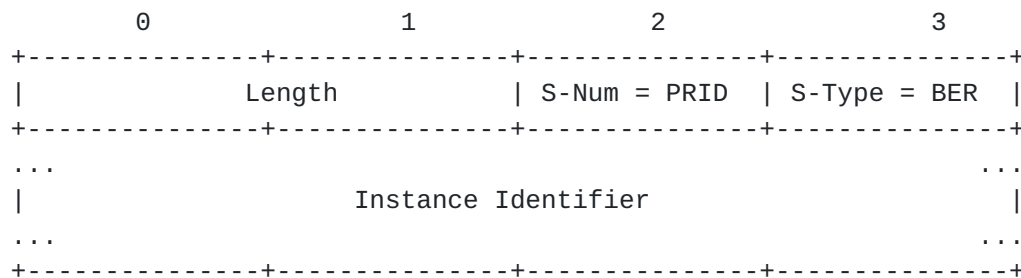 0 1 2 3
+---------------+---------------+---------------+---------------+
| Length | S-Num = PRID | S-Type = BER |
+---------------+---------------+---------------+---------------+
... ...
| Instance Identifier |
... ...
+---------------+---------------+---------------+---------------+